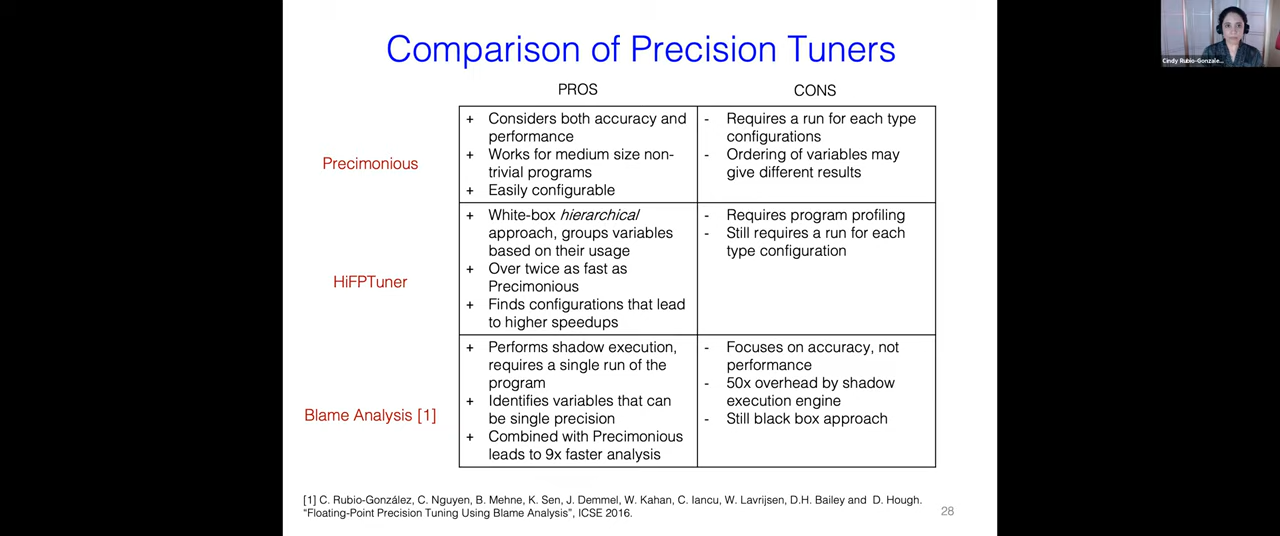 Comparison of Precision Tuners
Cindy Rubio-Gonzale...
PROS
CONS
Precimonious
+ Considers both accuracy and
performance
+ Works for medium size non-
trivial programs
+ Easily configurable
- Requires a run for each type
configurations
- Ordering of variables may
give different results
HiFPTuner
+ White-box hierarchical
approach, groups variables
based on their usage
+ Over twice as fast as
Precimonious
+ Finds configurations that lead
to higher speedups
- Requires program profiling
- Still requires a run for each
type configuration
Blame Analysis [1]
+ Performs shadow execution,
requires a single run of the
program
+ Identifies variables that can
be single precision
+ Combined with Precimonious
leads to 9x faster analysis
- Focuses on accuracy, not
performance
- 50x overhead by shadow
execution engine
- Still black box approach
[1] C. Rubio-González, C. Nguyen, B. Mehne, K. Sen, J. Demmel, W. Kahan, C. Iancu, W. Lavrijsen, D.H. Bailey and D. Hough.
"Floating-Point Precision Tuning Using Blame Analysis", ICSE 2016.
28